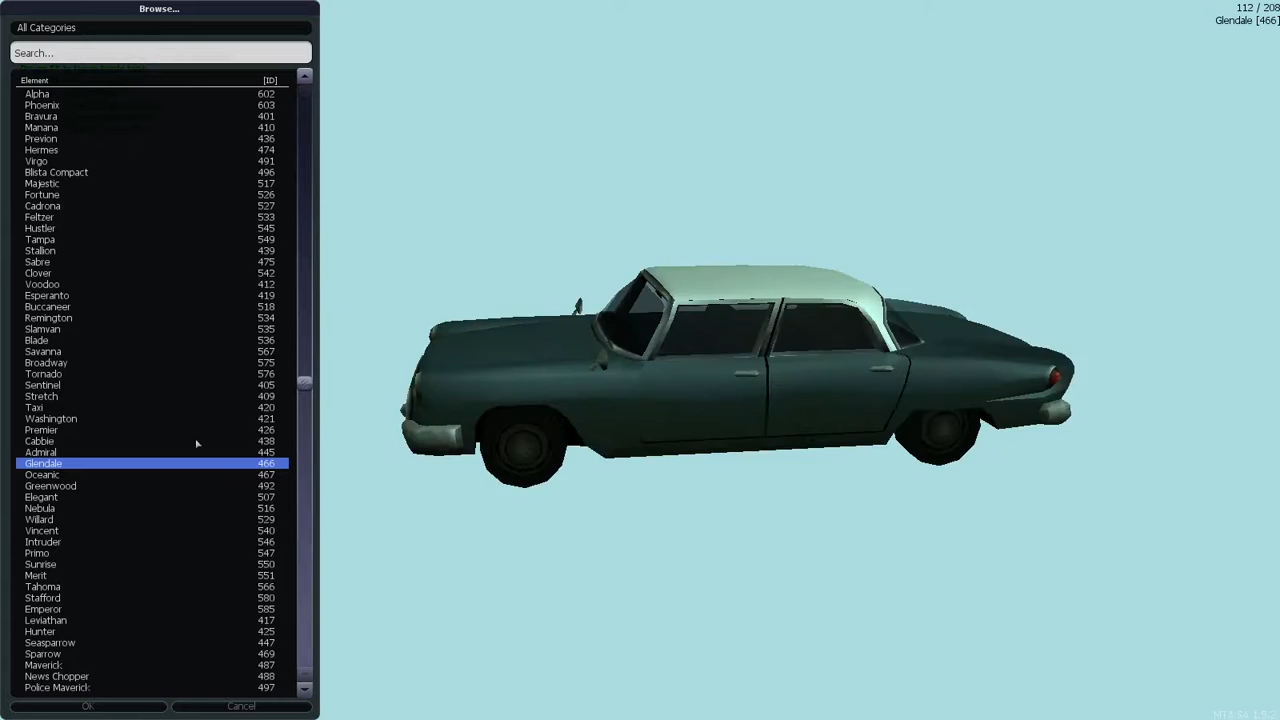 Browse...
112 / 208
Glendale [466]
All Categories
Search...
Element [ID]
Alpha 602
Phoenix 603
Bravura 401
Manana 410
Previon 436
Hermes 474
Virgo 491
Blista Compact 496
Majestic 517
Fortune 526
Cadrona 527
Feltzer 533
Hustler 545
Tampa 549
Stallion 439
Sabre 475
Clover 542
Voodoo 412
Esperanto 419
Buccaneer 518
Remington 534
Slamvan 535
Blade 536
Savanna 567
Broadway 575
Tornado 576
Sentinel 405
Stretch 409
Taxi 420
Washington 421
Premier 426
Cabbie 438
Admiral 445
Glendale 466
Oceanic 467
Greenwood 492
Elegant 507
Nebula 516
Willard 529
Vincent 540
Intruder 546
Primo 547
Sunrise 550
Merit 551
Tahoma 566
Stafford 580
Emperor 585
Leviathan 417
Hunter 425
Seasparrow 447
Sparrow 469
Maverick 487
News Chopper 488
Police Maverick 497
OK Cancel